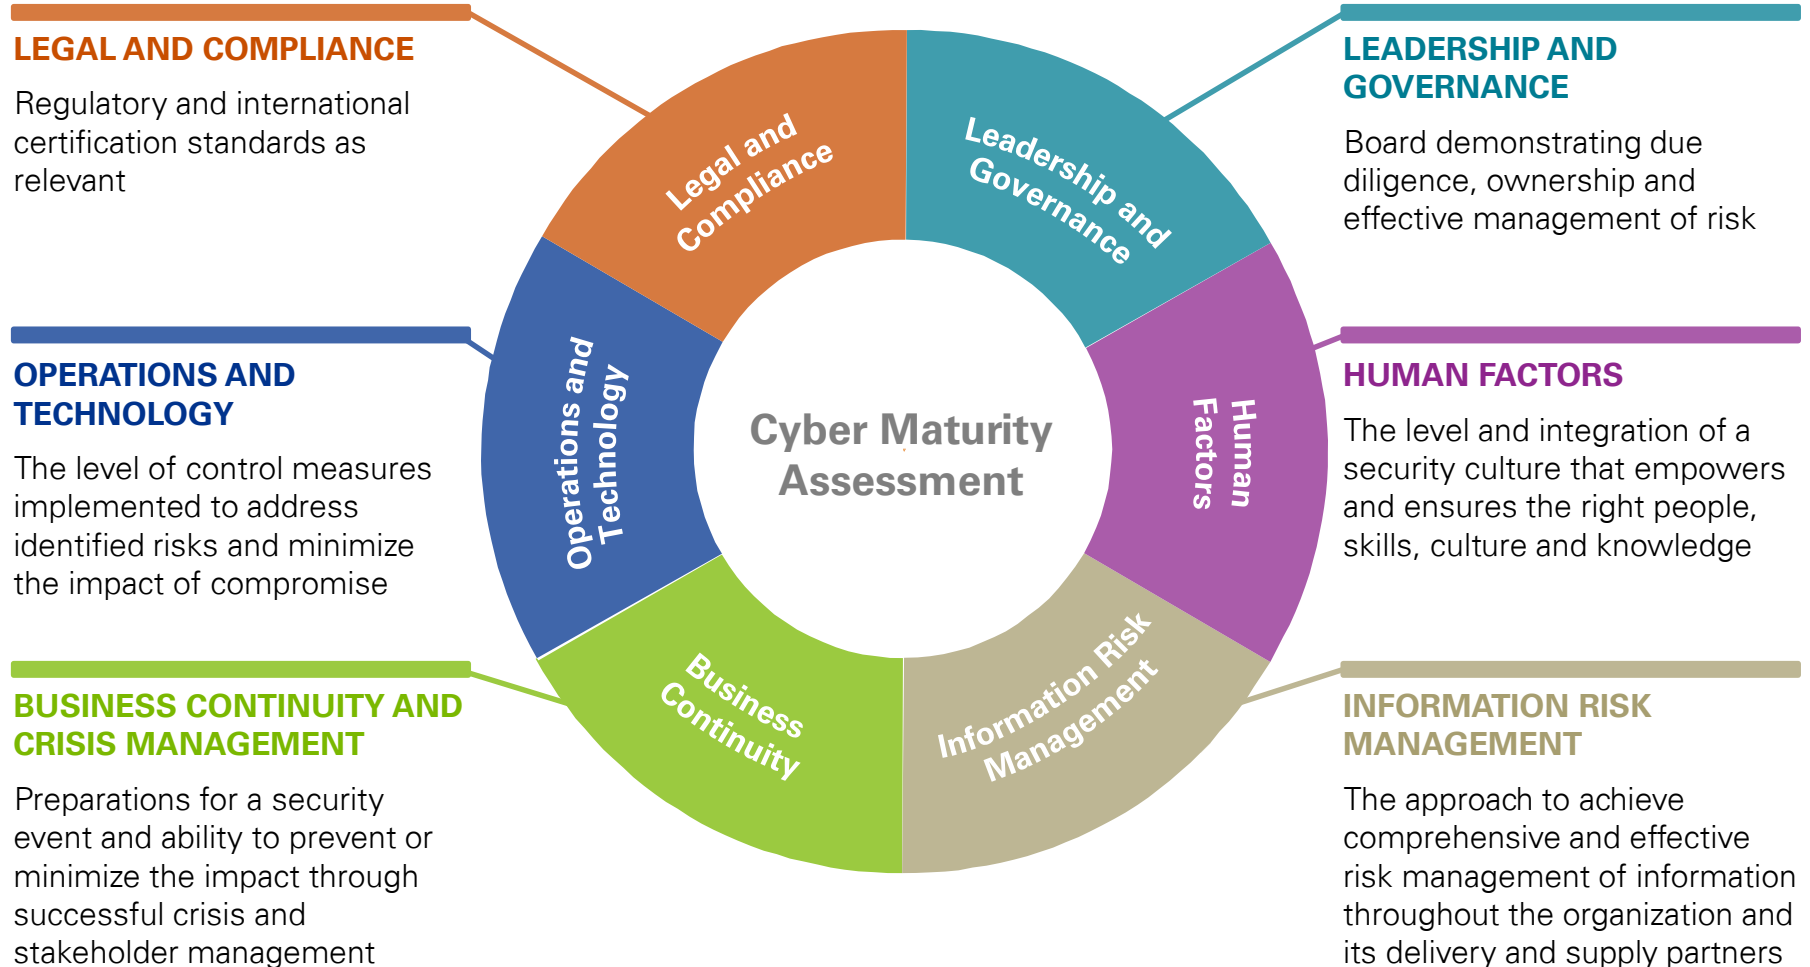 LEGAL AND COMPLIANCE
Regulatory and international
certification standards as
relevant
OPERATIONS AND
TECHNOLOGY
The level of control measures
implemented to address
identified risks and minimize
the impact of compromise
BUSINESS CONTINUITY AND
CRISIS MANAGEMENT
Preparations for a security
event and ability to prevent or
minimize the impact through
successful crisis and
stakeholder management
Legal and
Compliance
Leadership and
Governance
Operations and
Technology
Cyber Maturity
Assessment
Human
Factors
Business
Continuity
Information Risk
Management
LEADERSHIP AND
GOVERNANCE
Board demonstrating due
diligence, ownership and
effective management of risk
HUMAN FACTORS
The level and integration of a
security culture that empowers
and ensures the right people,
skills, culture and knowledge
INFORMATION RISK
MANAGEMENT
The approach to achieve
comprehensive and effective
risk management of information
throughout the organization and
its delivery and supply partners